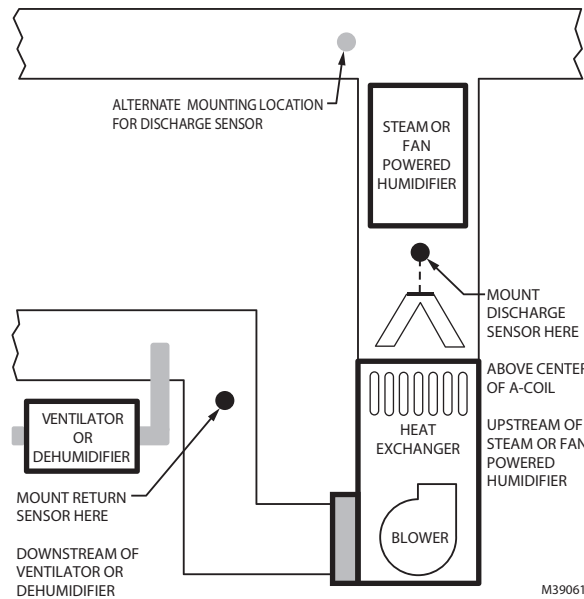 ALTERNATE MOUNTING LOCATION
FOR DISCHARGE SENSOR
STEAM OR
FAN
POWERED
HUMIDIFIER
MOUNT
DISCHARGE
SENSOR HERE
ABOVE CENTER
OF A-COIL
UPSTREAM OF
STEAM OR FAN
POWERED
HUMIDIFIER
HEAT
EXCHANGER
BLOWER
VENTILATOR
OR
DEHUMIDIFIER
MOUNT RETURN
SENSOR HERE
DOWNSTREAM OF
VENTILATOR OR
DEHUMIDIFIER
M39061